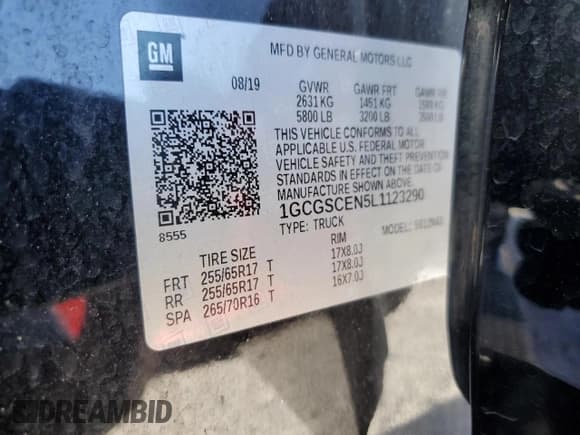 GM
MFD BY GENERAL MOTORS LLC
08/19 GVWR GAWR FRT GAWR RR
2631 KG 1451 KG
5800 LB 3200 LB
THIS VEHICLE CONFORMS TO ALL
APPLICABLE U.S. FEDERAL MOTOR
VEHICLE SAFETY AND THEFT PREVENTION
STANDARDS IN EFFECT ON THE DATE OF
MANUFACTURE SHOWN ABOVE.
1GCGSCEN5L1123290
8555 TYPE: TRUCK MODEL:
TIRE SIZE RIM
FRT 255/65R17 T 17X8.0J
RR 255/65R17 T 17X8.0J
SPA 265/70R16 T 16X7.0J
DREAMBID